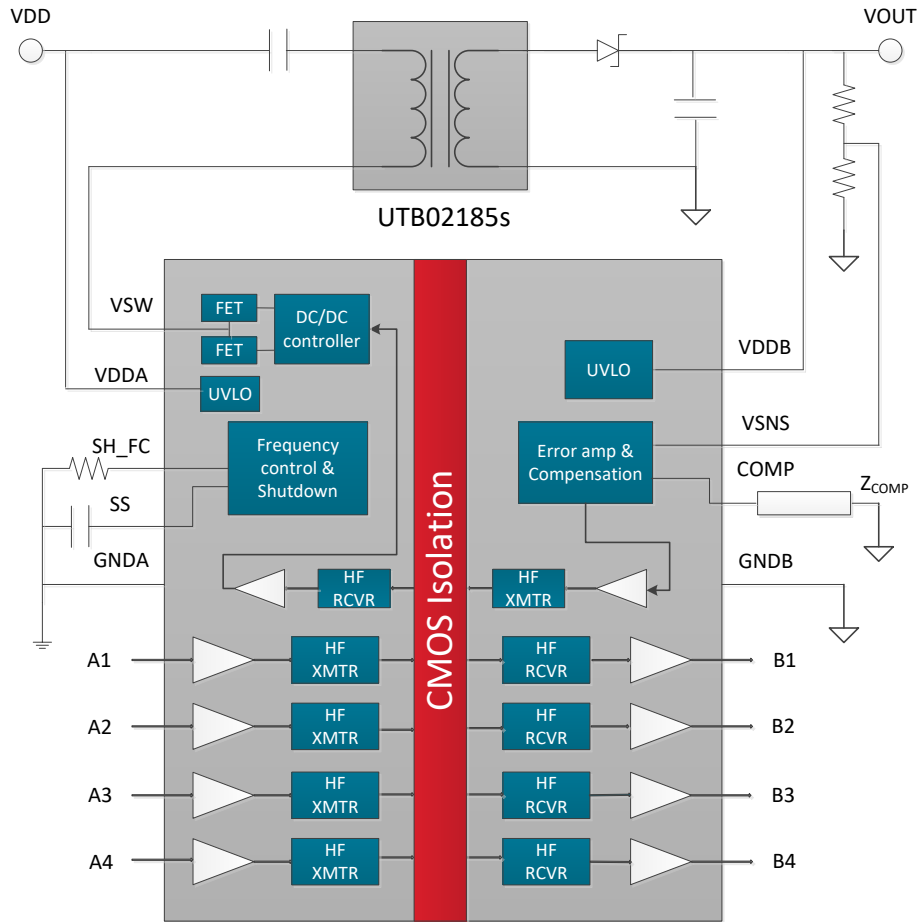 VDD
VOUT
UTB02185s
VSW
FET
FET
DC/DC
controller
VDDA
UVLO
UVLO
VDDB
SH_FC
Frequency
control &
Shutdown
Error amp &
Compensation
VSNS
COMP
ZCOMP
SS
GNDA
GNDB
HF
RCVR
HF
XMTR
CMOS Isolation
A1
HF
XMTR
HF
RCVR
B1
A2
HF
XMTR
HF
RCVR
B2
A3
HF
XMTR
HF
RCVR
B3
A4
HF
XMTR
HF
RCVR
B4